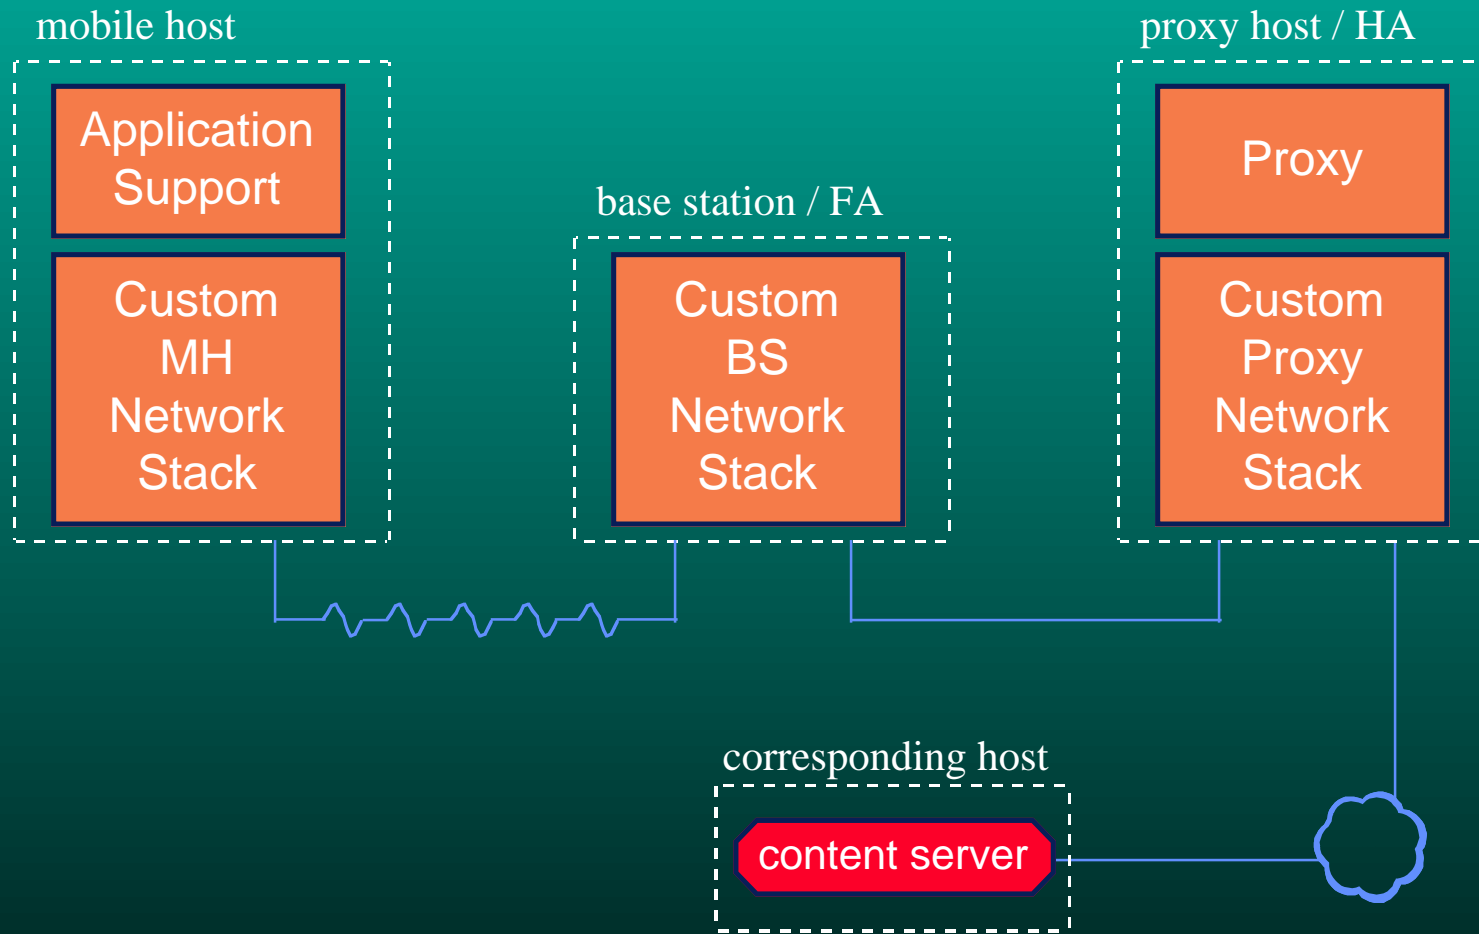 mobile host
Application
Support
Custom
MH
Network
Stack
base station / FA
Custom
BS
Network
Stack
proxy host / HA
Proxy
Custom
Proxy
Network
Stack
corresponding host
content server